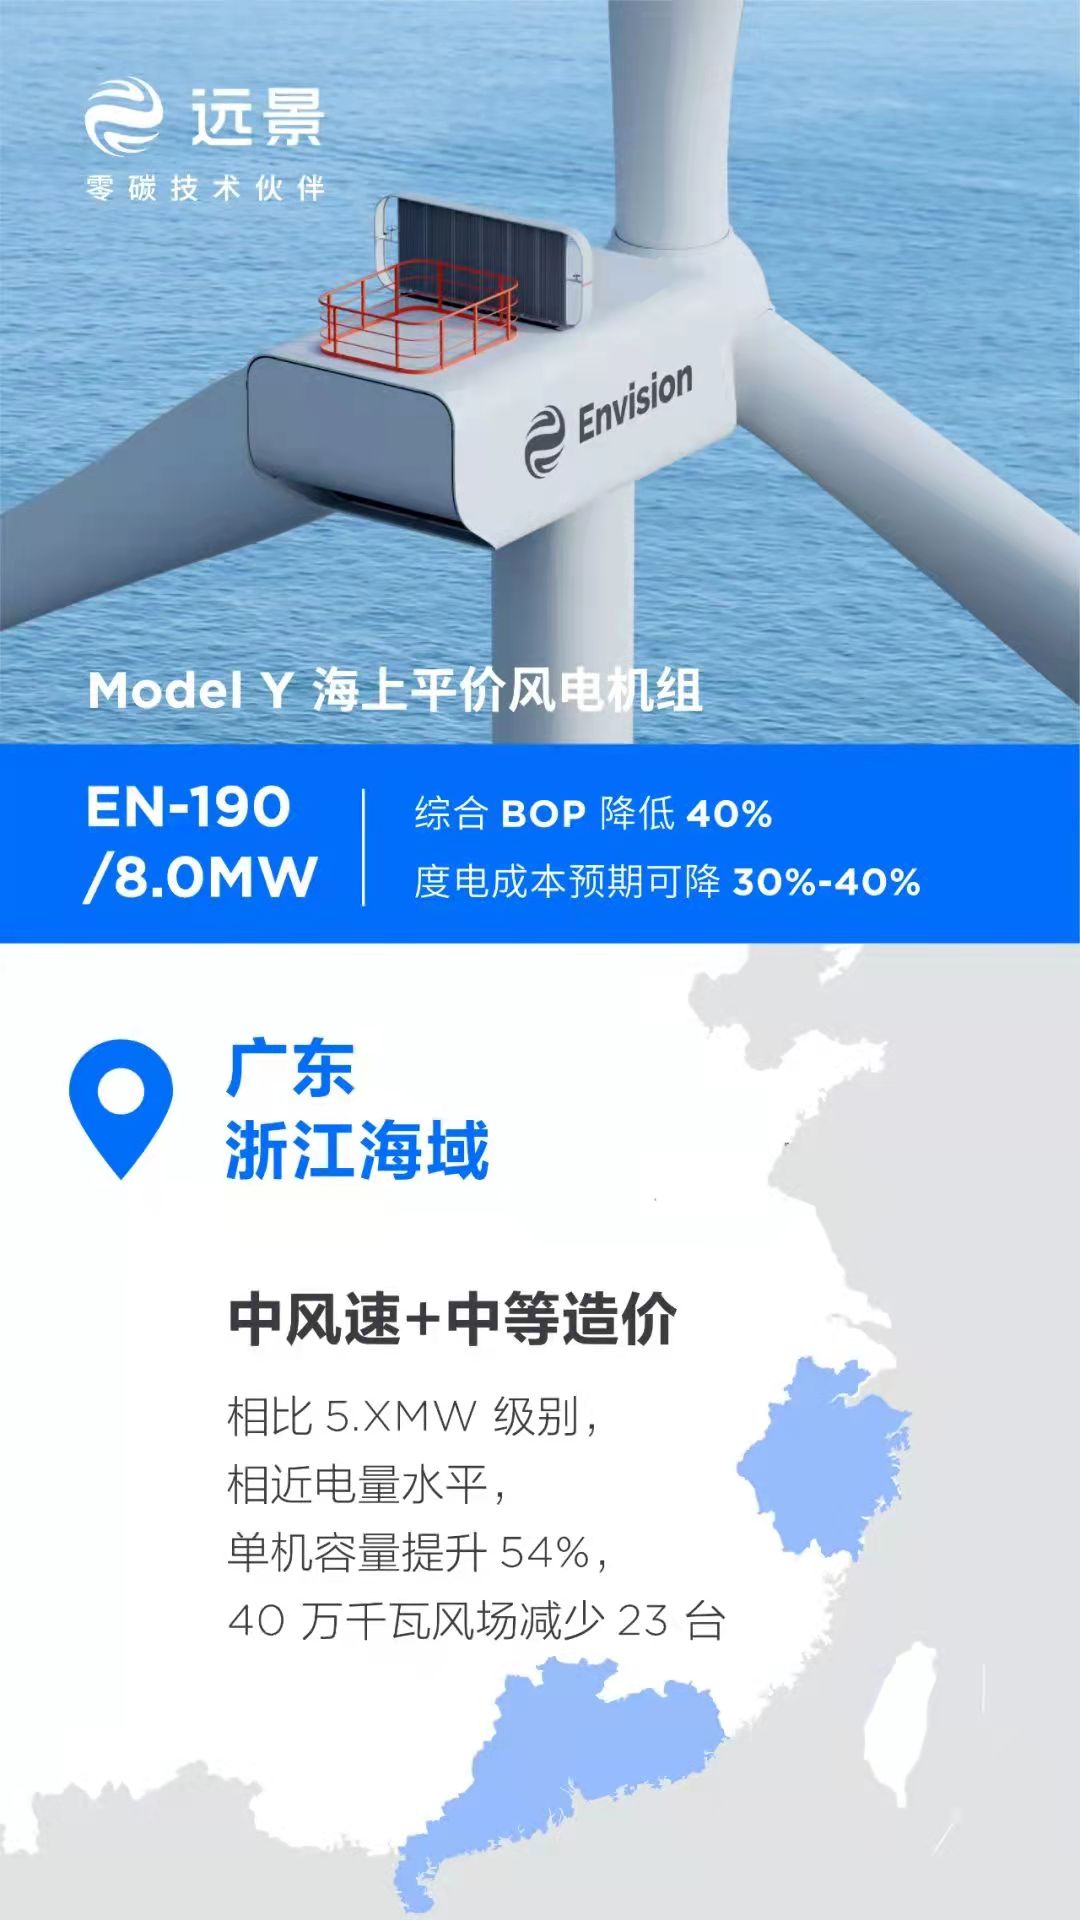 远景
零碳技术伙伴
Envision
Model Y 海上平价风电机组
EN-190
/8.0MW
综合 BOP 降低 40%
度电成本预期可降 30%-40%
广东
浙江海域
中风速+中等造价
相比 5.XMW 级别，
相近电量水平，
单机容量提升 54%，
40 万千瓦风场减少 23 台